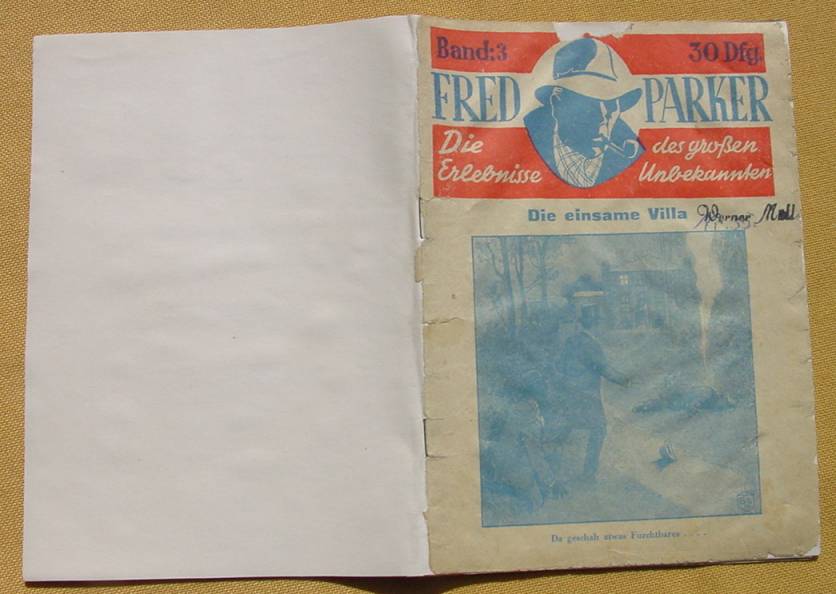 Band:3 30 Dfg.
FRED PARKER
Die des großen
Erlebnisse Unbekannten
Die einsame Villa Werner Moll
Da geschah etwas Furchtbares . . . .